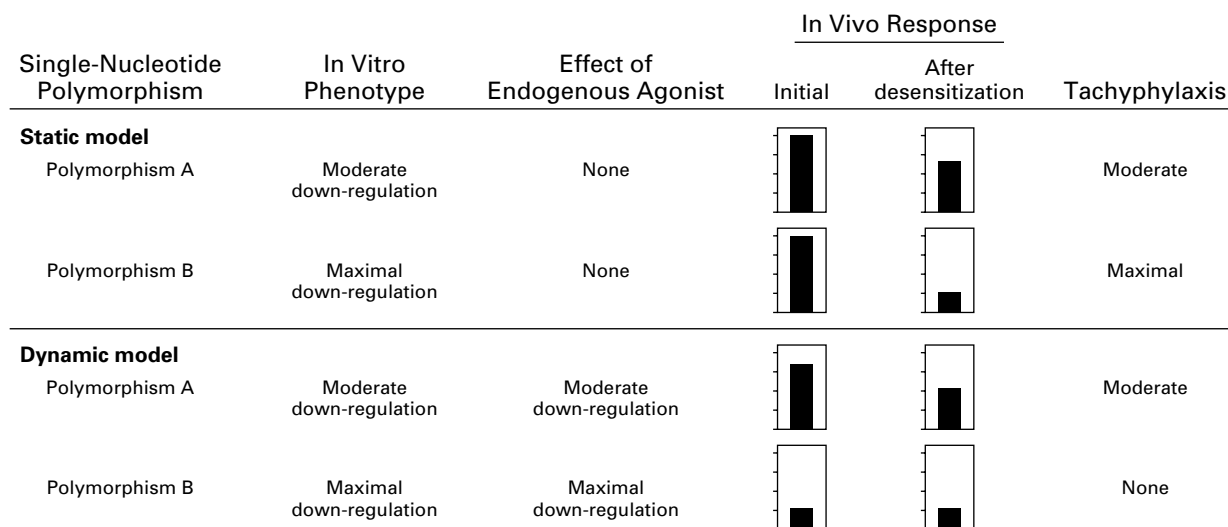 In Vivo Response
Single-Nucleotide
Polymorphism
In Vitro
Phenotype
Effect of
Endogenous Agonist
Initial
After
desensitization
Tachyphylaxis
Static model
Polymorphism A
Moderate
down-regulation
None
Moderate
Polymorphism B
Maximal
down-regulation
None
Maximal
Dynamic model
Polymorphism A
Moderate
down-regulation
Moderate
down-regulation
Moderate
Polymorphism B
Maximal
down-regulation
Maximal
down-regulation
None